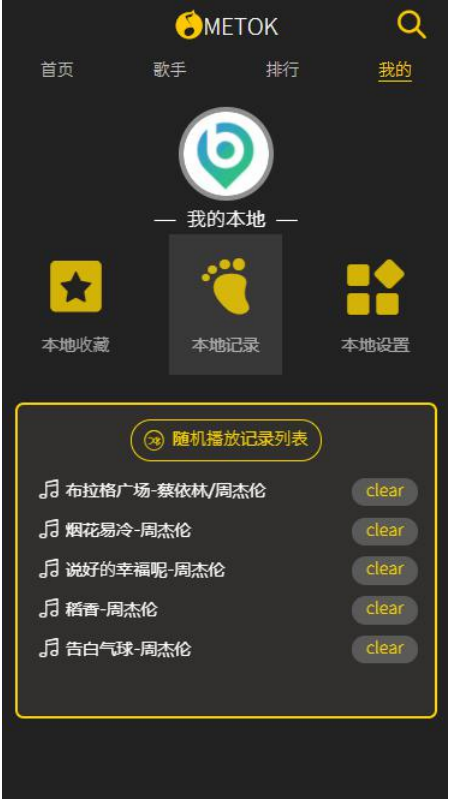 METOK
首页 歌手 排行 我的
— 我的本地 —
本地收藏 本地记录 本地设置
随机播放记录列表
布拉格广场-蔡依林/周杰伦 clear
烟花易冷-周杰伦 clear
说好的幸福呢-周杰伦 clear
稻香-周杰伦 clear
告白气球-周杰伦 clear